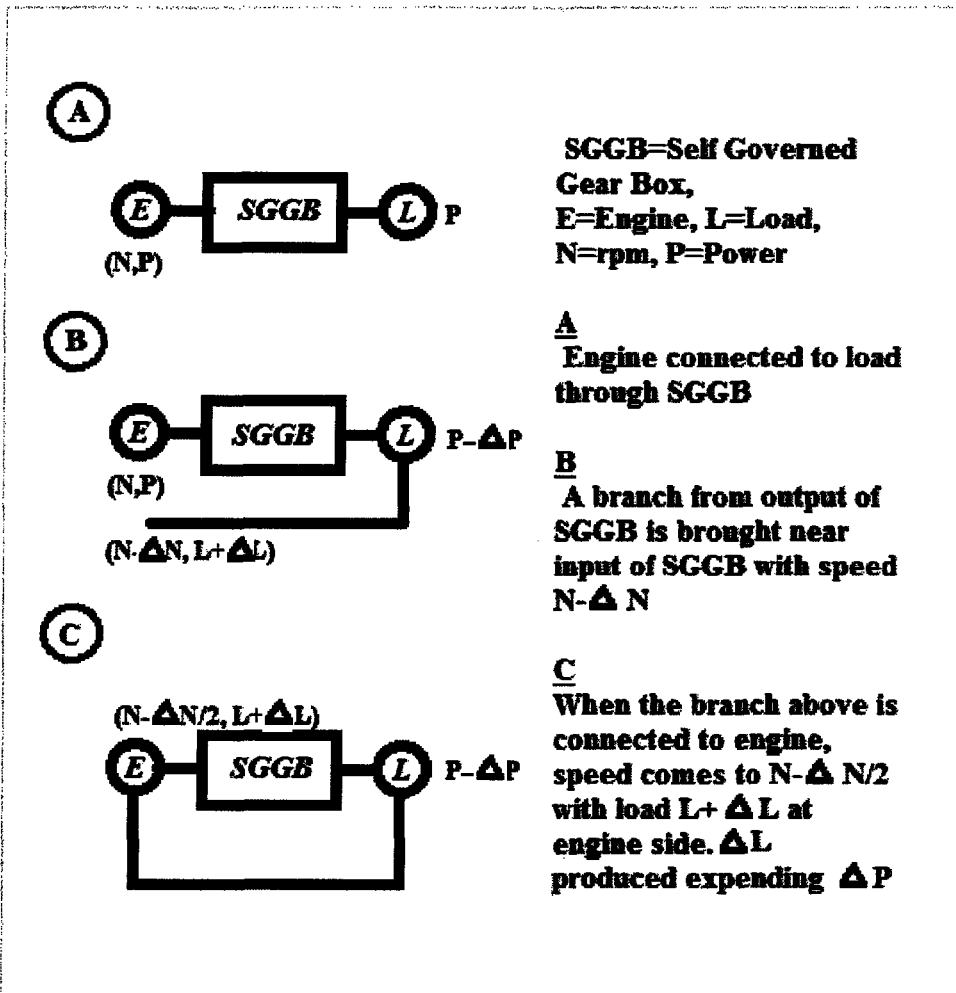 A
E
SGGB
L
P
(N,P)
B
E
SGGB
L
P-ΔP
(N,P)
(N-ΔN, L+ΔL)
C
(N-ΔN/2, L+ΔL)
E
SGGB
L
P-ΔP
SGGB=Self Governed
Gear Box,
E=Engine, L=Load,
N=rpm, P=Power
A
Engine connected to load
through SGGB
B
A branch from output of
SGGB is brought near
input of SGGB with speed
N-Δ N
C
When the branch above is
connected to engine,
speed comes to N-Δ N/2
with load L+ Δ L at
engine side. ΔL
produced expending Δ P